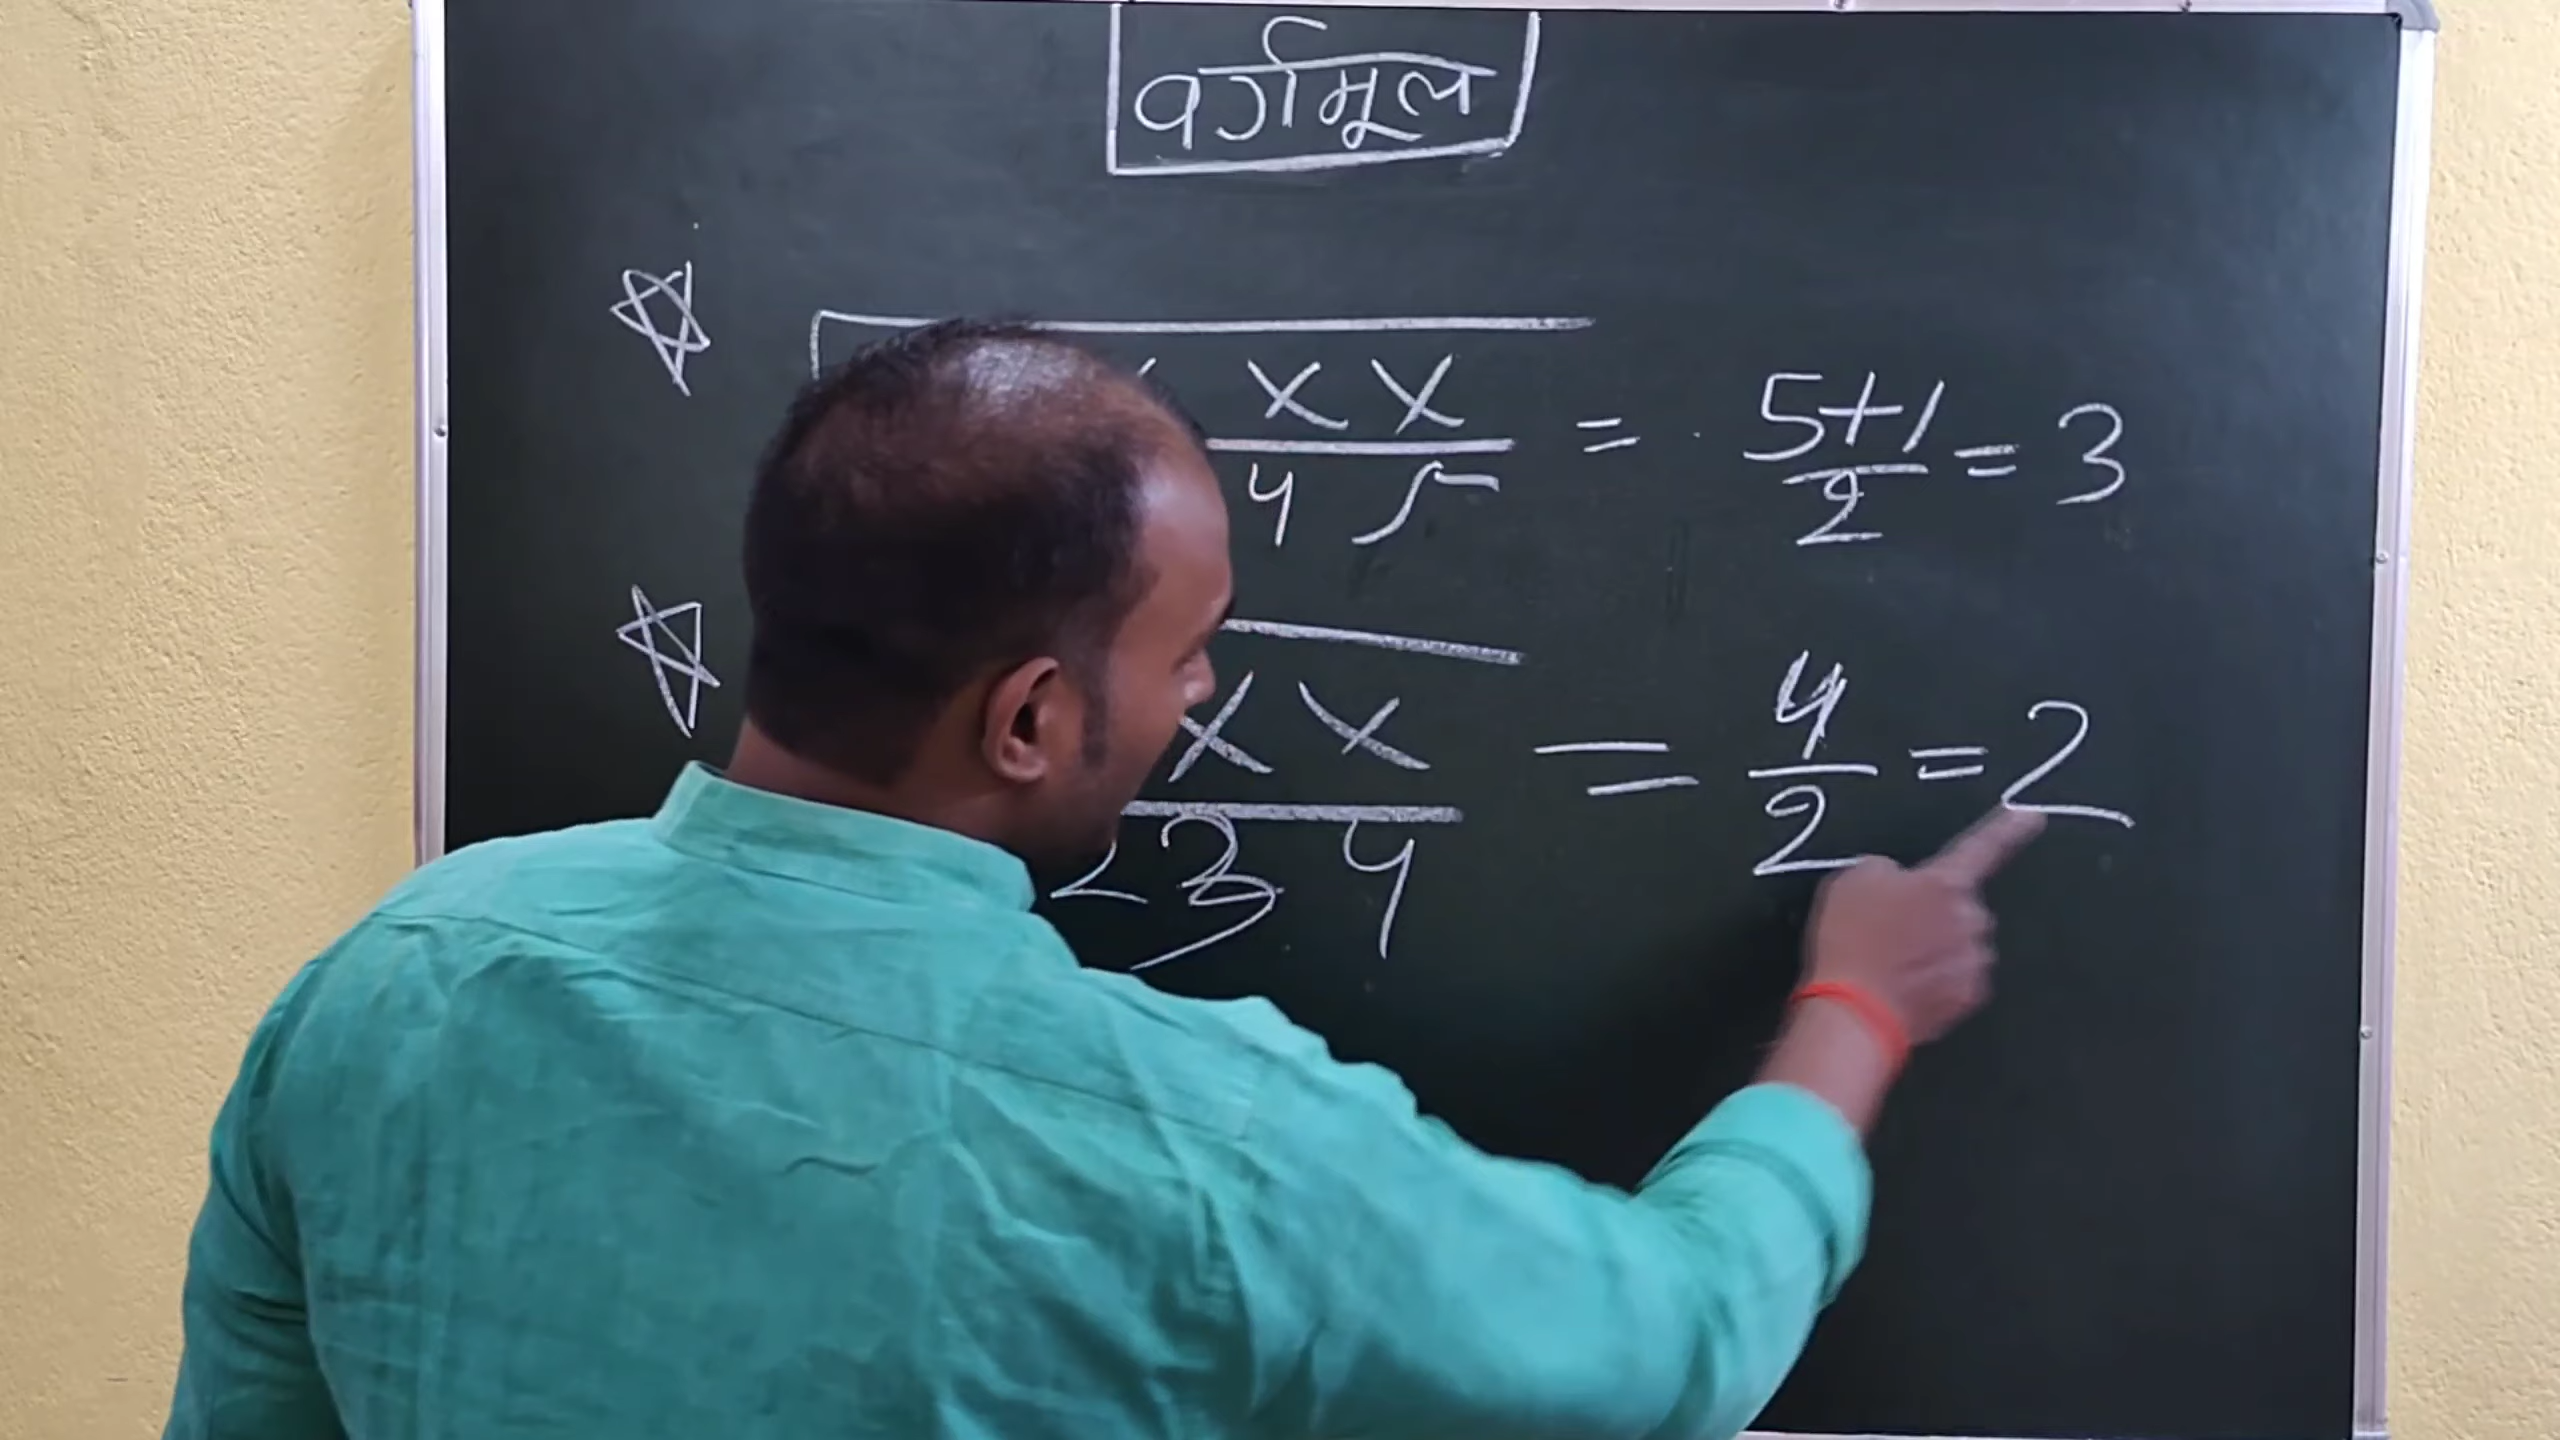 वर्गमूल
x x = 5+1/2 = 3
4 5
x x = 4/2 = 2
2 3 4